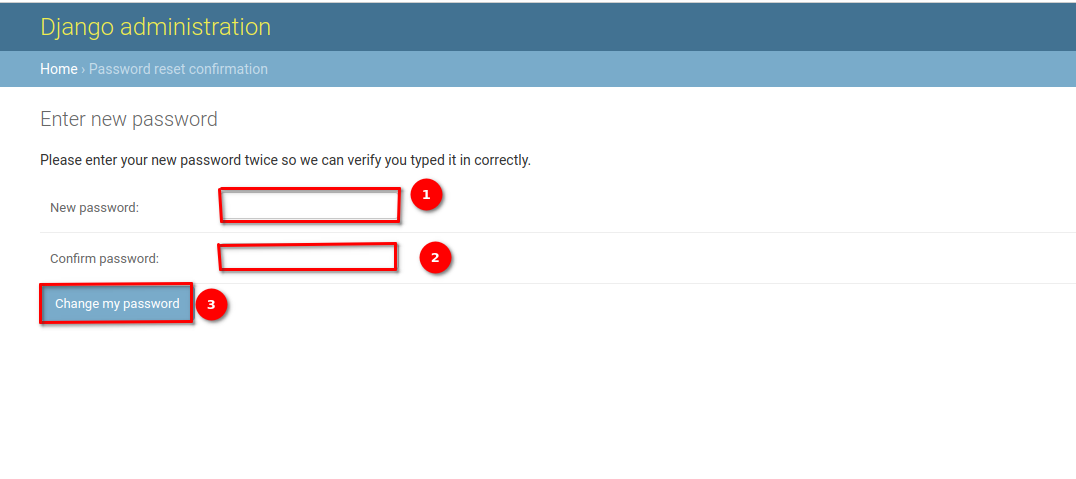 Django administration
Home › Password reset confirmation
Enter new password
Please enter your new password twice so we can verify you typed it in correctly.
New password:
1
Confirm password:
2
Change my password
3